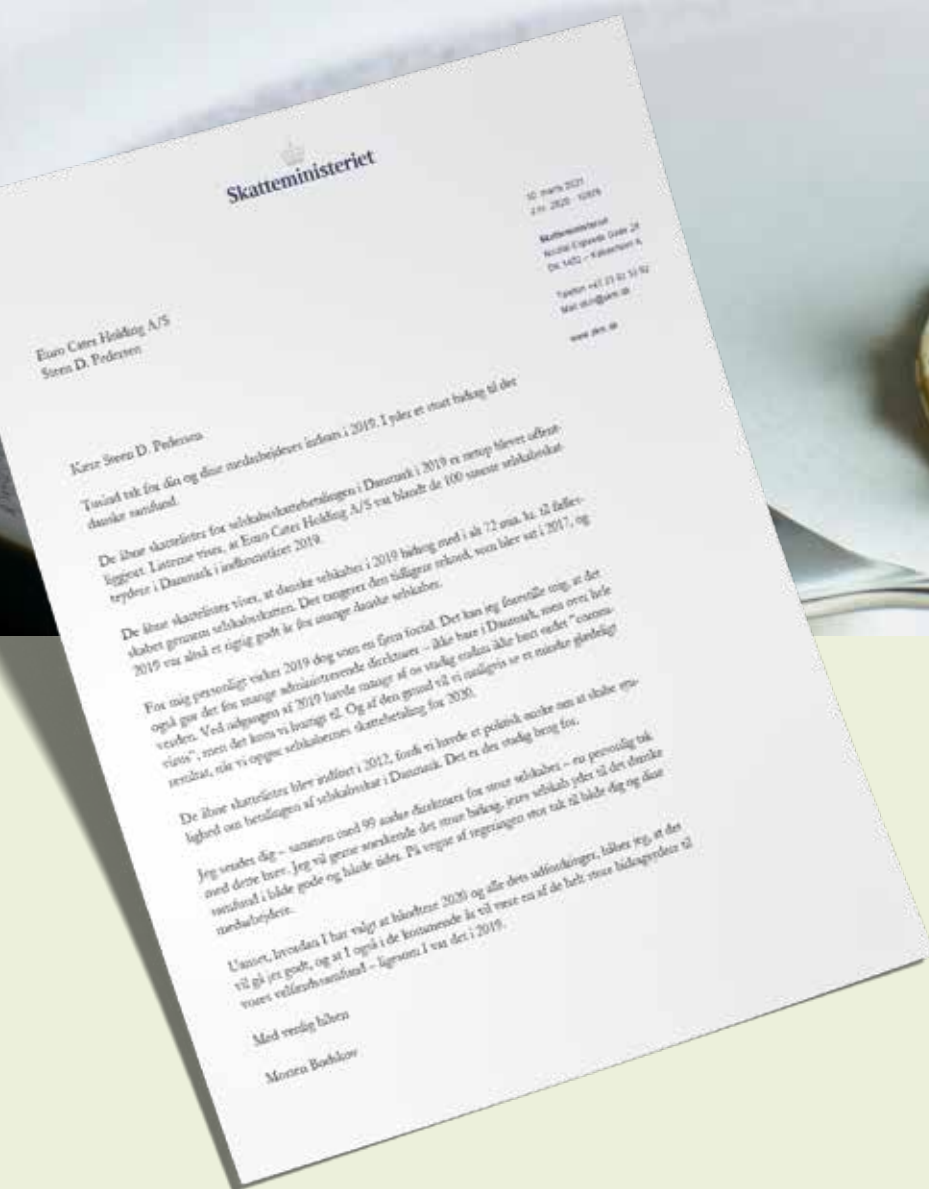 Skatteministeriet
10. marts 2021
J.nr. 2020 -
Skatteministeriet
Nicolai Eigtveds Gade 28
DK 1402 – København K
Telefon
Mail skm@skm.dk
www.skm.dk
Euro Cater Holding A/S
Steen D. Pedersen
Kære Steen D. Pedersen
Tusind tak for din og dine medarbejderes indsats i 2019. I yder et stort bidrag til det
danske samfund.
De åbne skattelister for selskabsskattebetalingen i Danmark i 2019 er netop blevet offent-
liggjort. Listerne viser, at Euro Cater Holding A/S var blandt de 100 største selskabsskat-
teydere i Danmark i indkomståret 2019.
De åbne skattelister viser, at danske selskaber i 2019 bidrog med i alt 72 mia. kr. til fælles-
skabet gennem selskabsskatten. Det tangerer den tidligere rekord, som blev sat i 2017, og
2019 var altså et rigtig godt år for mange danske selskaber.
For mig personligt virker 2019 dog som en fjern fortid. Det kan jeg forestille mig, at det
også gør det for mange administrerende direktører – ikke bare i Danmark, men over hele
verden. Ved udgangen af 2019 havde mange af os stadig endnu ikke hørt ordet "corona-
virus", men det kom vi hurtigt til. Og af den grund vil vi muligvis se et mindre glædeligt
resultat, når vi opgør selskabernes skattebetaling for 2020.
De åbne skattelister blev indført i 2012, fordi vi havde et politisk ønske om at skabe tyde-
lighed om betalingen af selskabsskat i Danmark. Det er der stadig brug for.
Jeg sender dig – sammen med 99 andre direktører for store selskaber – en personlig tak
med dette brev. Jeg vil gerne anerkende det store bidrag, jeres selskab yder til det danske
samfund i både gode og hårde tider. På vegne af regeringen stor tak til både dig og dine
medarbejdere.
Uanset, hvordan I har valgt at håndtere 2020 og alle dets udfordringer, håber jeg, at det
vil gå jer godt, og at I også i de kommende år vil være en af de helt store bidragsydere til
vores velfærdssamfund – ligesom I var det i 2019.
Med venlig hilsen
Morten Bødskov